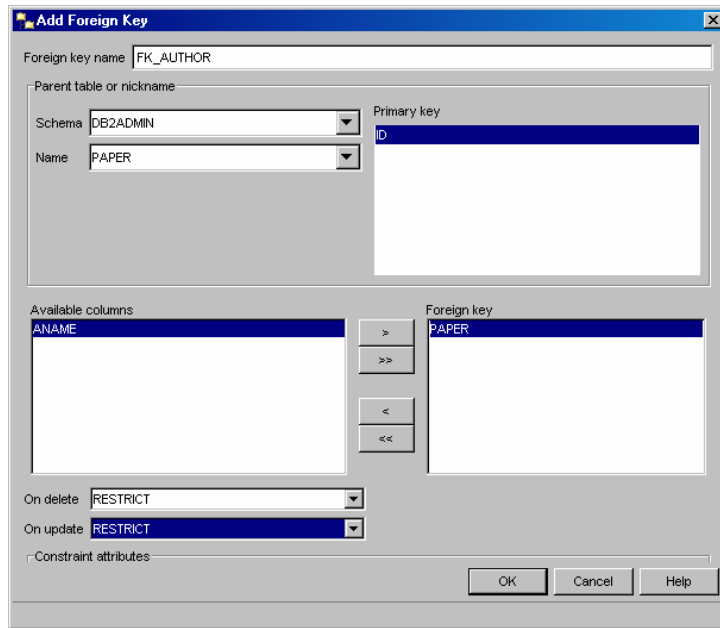 Add Foreign Key
Foreign key name FK_AUTHOR
Parent table or nickname
Schema DB2ADMIN
Name PAPER
Primary key
ID
Available columns
ANAME
>
>>
<
<<
Foreign key
PAPER
On delete RESTRICT
On update RESTRICT
Constraint attributes
OK Cancel Help